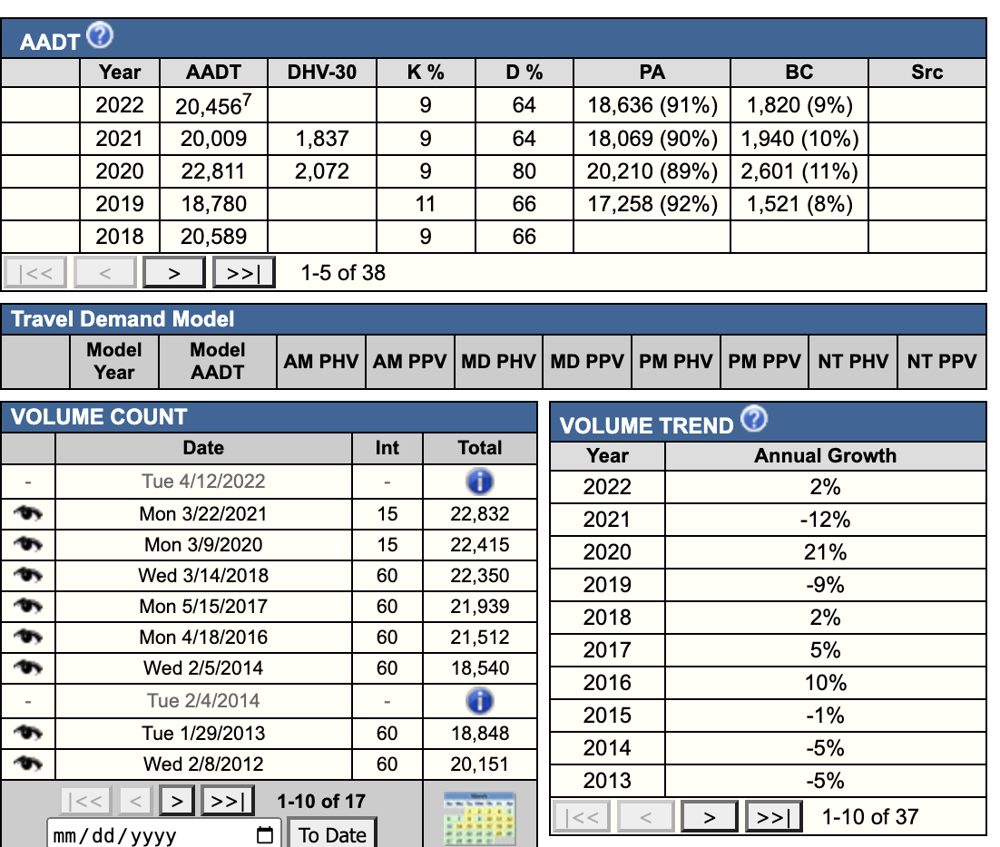 AADT ?
Year AADT DHV-30 K % D % PA BC Src
2022 20,456⁷ 9 64 18,636 (91%) 1,820 (9%)
2021 20,009 1,837 9 64 18,069 (90%) 1,940 (10%)
2020 22,811 2,072 9 80 20,210 (89%) 2,601 (11%)
2019 18,780 11 66 17,258 (92%) 1,521 (8%)
2018 20,589 9 66
|<< < > >>| 1-5 of 38
Travel Demand Model
Model Year Model AADT AM PHV AM PPV MD PHV MD PPV PM PHV PM PPV NT PHV NT PPV
VOLUME COUNT
Date Int Total
- Tue 4/12/2022 - i
Mon 3/22/2021 15 22,832
Mon 3/9/2020 15 22,415
Wed 3/14/2018 60 22,350
Mon 5/15/2017 60 21,939
Mon 4/18/2016 60 21,512
Wed 2/5/2014 60 18,540
- Tue 2/4/2014 - i
Tue 1/29/2013 60 18,848
Wed 2/8/2012 60 20,151
|<< < > >>| 1-10 of 17
mm/dd/yyyy To Date
VOLUME TREND ?
Year Annual Growth
2022 2%
2021 -12%
2020 21%
2019 -9%
2018 2%
2017 5%
2016 10%
2015 -1%
2014 -5%
2013 -5%
|<< < > >>| 1-10 of 37